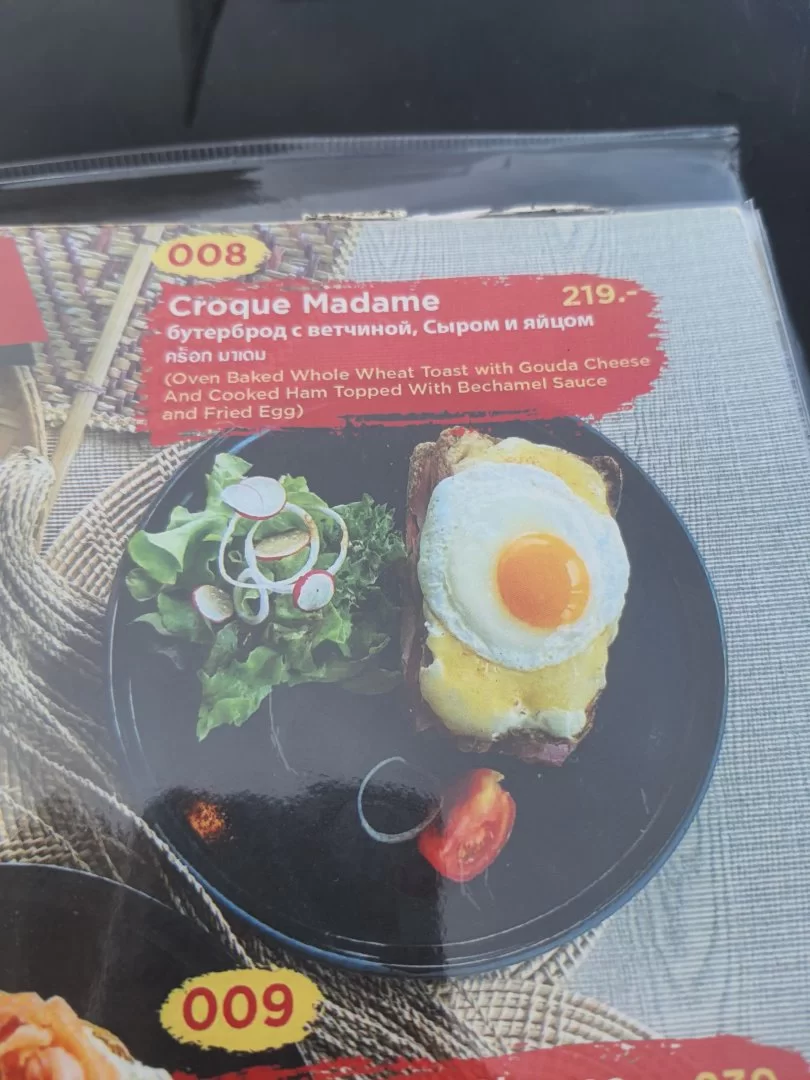 008
Croque Madame 219.-
бутерброд с ветчиной, Сыром и яйцом
คร็อก มาดาม
(Oven Baked Whole Wheat Toast with Gouda Cheese
And Cooked Ham Topped With Bechamel Sauce
and Fried Egg)
009